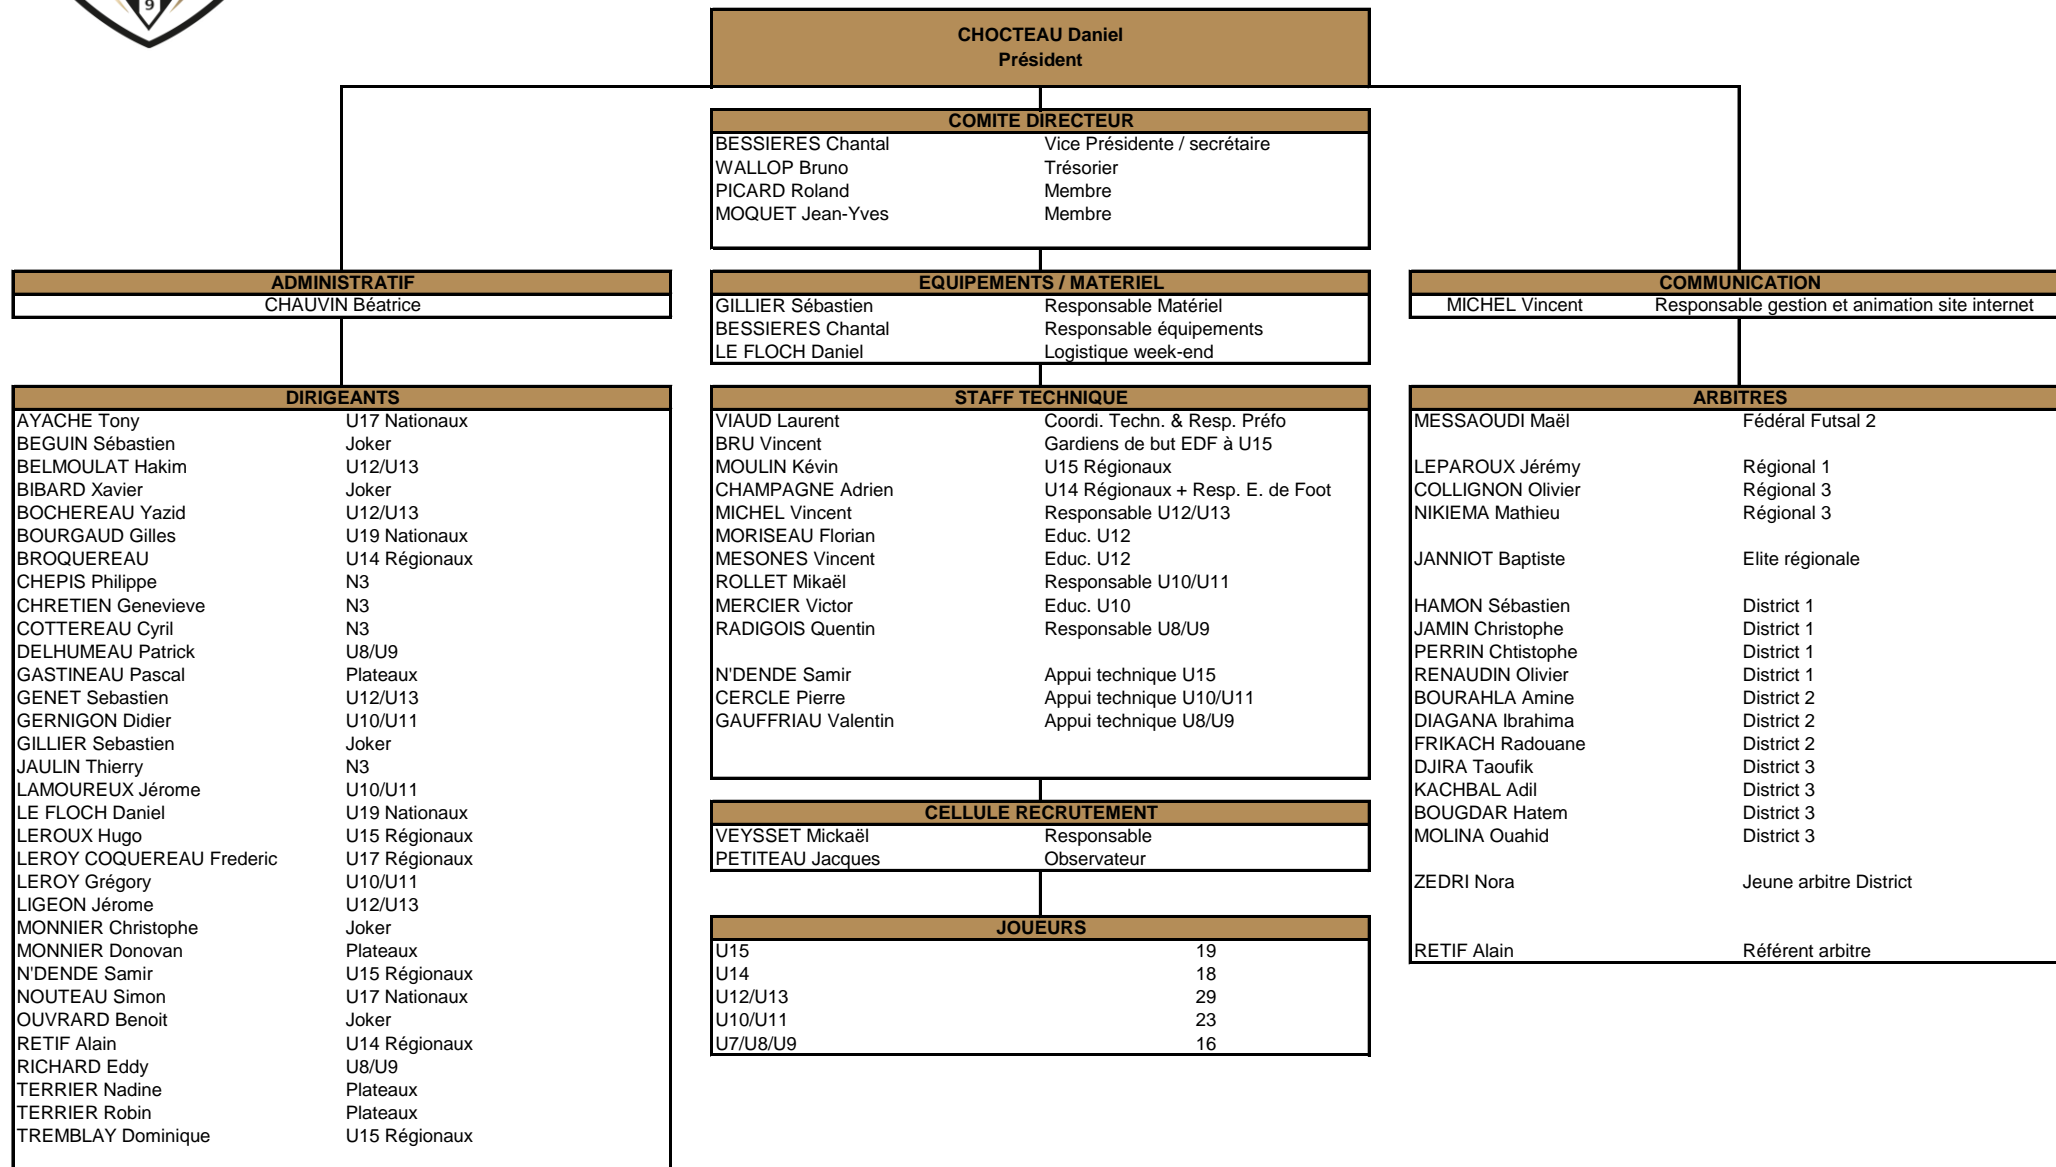 9
CHOCTEAU Daniel
Président
COMITE DIRECTEUR
BESSIERES Chantal Vice Présidente / secrétaire
WALLOP Bruno Trésorier
PICARD Roland Membre
MOQUET Jean-Yves Membre
ADMINISTRATIF
CHAUVIN Béatrice
EQUIPEMENTS / MATERIEL
GILLIER Sébastien Responsable Matériel
BESSIERES Chantal Responsable équipements
LE FLOCH Daniel Logistique week-end
COMMUNICATION
MICHEL Vincent Responsable gestion et animation site internet
DIRIGEANTS
AYACHE Tony U17 Nationaux
BEGUIN Sébastien Joker
BELMOULAT Hakim U12/U13
BIBARD Xavier Joker
BOCHEREAU Yazid U12/U13
BOURGAUD Gilles U19 Nationaux
BROQUEREAU U14 Régionaux
CHEPIS Philippe N3
CHRETIEN Genevieve N3
COTTEREAU Cyril N3
DELHUMEAU Patrick U8/U9
GASTINEAU Pascal Plateaux
GENET Sebastien U12/U13
GERNIGON Didier U10/U11
GILLIER Sebastien Joker
JAULIN Thierry N3
LAMOUREUX Jérome U10/U11
LE FLOCH Daniel U19 Nationaux
LEROUX Hugo U15 Régionaux
LEROY COQUEREAU Frederic U17 Régionaux
LEROY Grégory U10/U11
LIGEON Jérome U12/U13
MONNIER Christophe Joker
MONNIER Donovan Plateaux
N'DENDE Samir U15 Régionaux
NOUTEAU Simon U17 Nationaux
OUVRARD Benoit Joker
RETIF Alain U14 Régionaux
RICHARD Eddy U8/U9
TERRIER Nadine Plateaux
TERRIER Robin Plateaux
TREMBLAY Dominique U15 Régionaux
STAFF TECHNIQUE
VIAUD Laurent Coordi. Techn. & Resp. Préfo
BRU Vincent Gardiens de but EDF à U15
MOULIN Kévin U15 Régionaux
CHAMPAGNE Adrien U14 Régionaux + Resp. E. de Foot
MICHEL Vincent Responsable U12/U13
MORISEAU Florian Educ. U12
MESONES Vincent Educ. U12
ROLLET Mikaël Responsable U10/U11
MERCIER Victor Educ. U10
RADIGOIS Quentin Responsable U8/U9
N'DENDE Samir Appui technique U15
CERCLE Pierre Appui technique U10/U11
GAUFFRIAU Valentin Appui technique U8/U9
CELLULE RECRUTEMENT
VEYSSET Mickaël Responsable
PETITEAU Jacques Observateur
JOUEURS
U15 19
U14 18
U12/U13 29
U10/U11 23
U7/U8/U9 16
ARBITRES
MESSAOUDI Maël Fédéral Futsal 2
LEPAROUX Jérémy Régional 1
COLLIGNON Olivier Régional 3
NIKIEMA Mathieu Régional 3
JANNIOT Baptiste Elite régionale
HAMON Sébastien District 1
JAMIN Christophe District 1
PERRIN Chtistophe District 1
RENAUDIN Olivier District 1
BOURAHLA Amine District 2
DIAGANA Ibrahima District 2
FRIKACH Radouane District 2
DJIRA Taoufik District 3
KACHBAL Adil District 3
BOUGDAR Hatem District 3
MOLINA Ouahid District 3
ZEDRI Nora Jeune arbitre District
RETIF Alain Référent arbitre